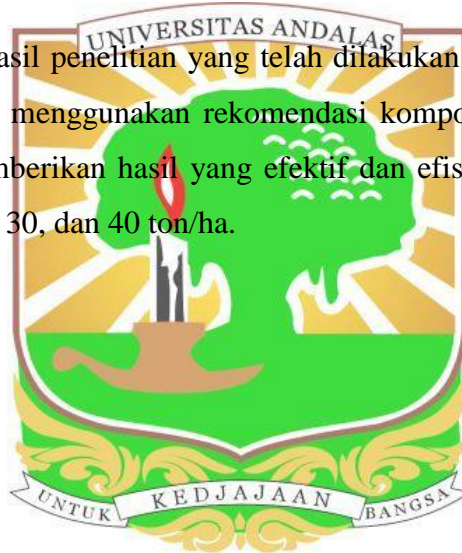 UNIVERSITAS ANDALAS
asil penelitian yang telah dilakukan
menggunakan rekomendasi kompo
mberikan hasil yang efektif dan efis
30, dan 40 ton/ha.
UNTUK KEDJAJAAN BANGSA